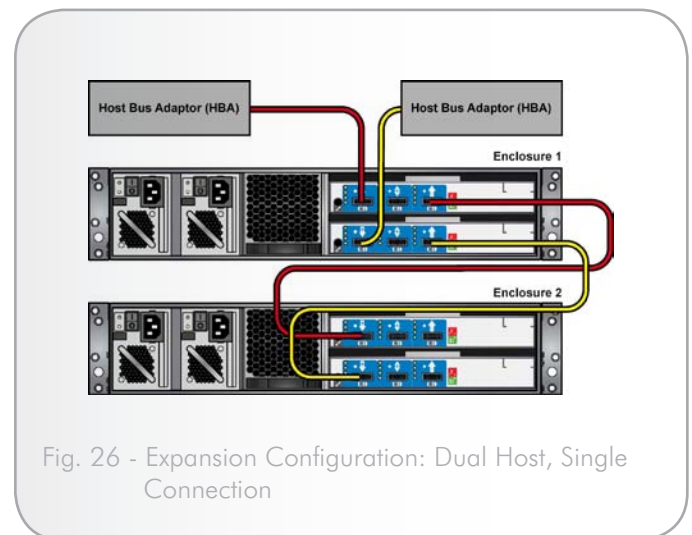 Host Bus Adaptor (HBA)
Host Bus Adaptor (HBA)
Enclosure 1
Enclosure 2
Fig. 26 - Expansion Configuration: Dual Host, Single
Connection